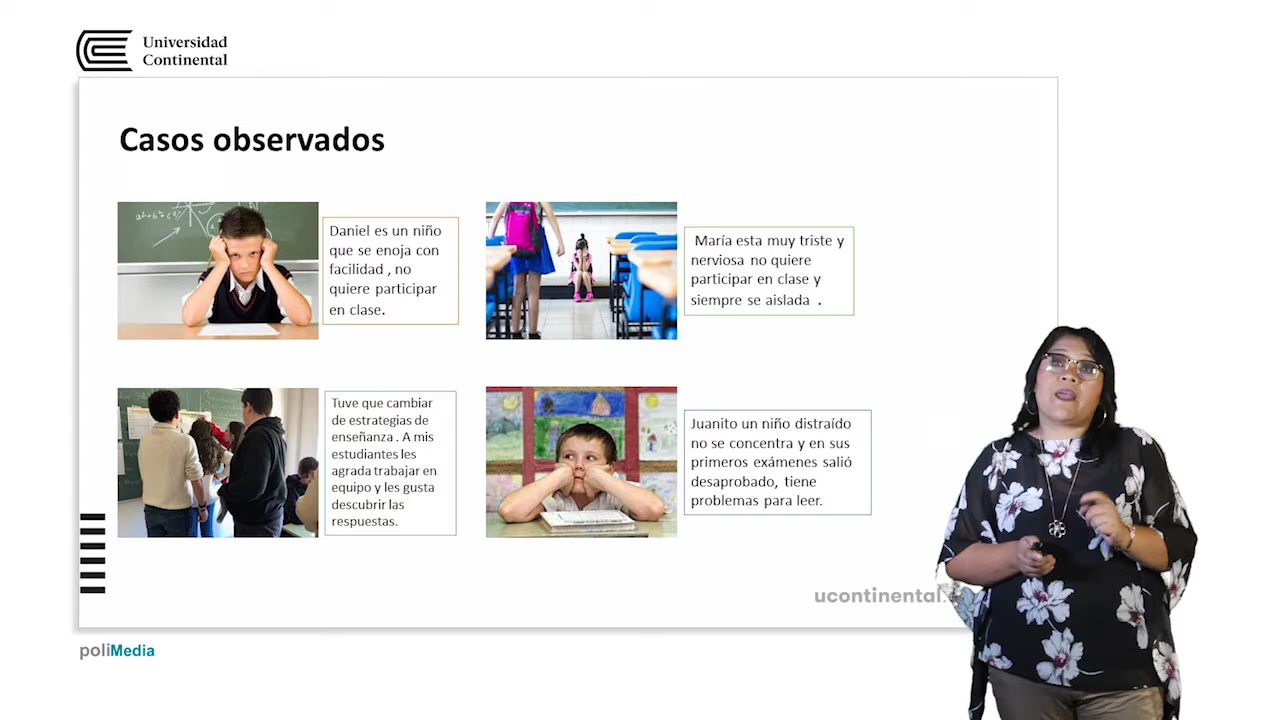 Universidad
Continental
Casos observados
Daniel es un niño
que se enoja con
facilidad , no
quiere participar
en clase.
María esta muy triste y
nerviosa no quiere
participar en clase y
siempre se aislada .
Tuve que cambiar
de estrategias de
enseñanza . A mis
estudiantes les
agrada trabajar en
equipo y les gusta
descubrir las
respuestas.
Juanito un niño distraído
no se concentra y en sus
primeros exámenes salió
desaprobado, tiene
problemas para leer.
ucontinental.
poliMedia